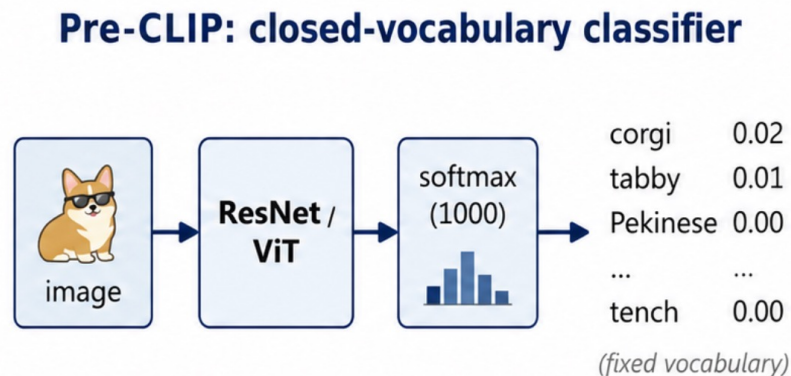 Pre-CLIP: closed-vocabulary classifier
image
ResNet /
ViT
softmax
(1000)
corgi 0.02
tabby 0.01
Pekinese 0.00
... ...
tench 0.00
(fixed vocabulary)